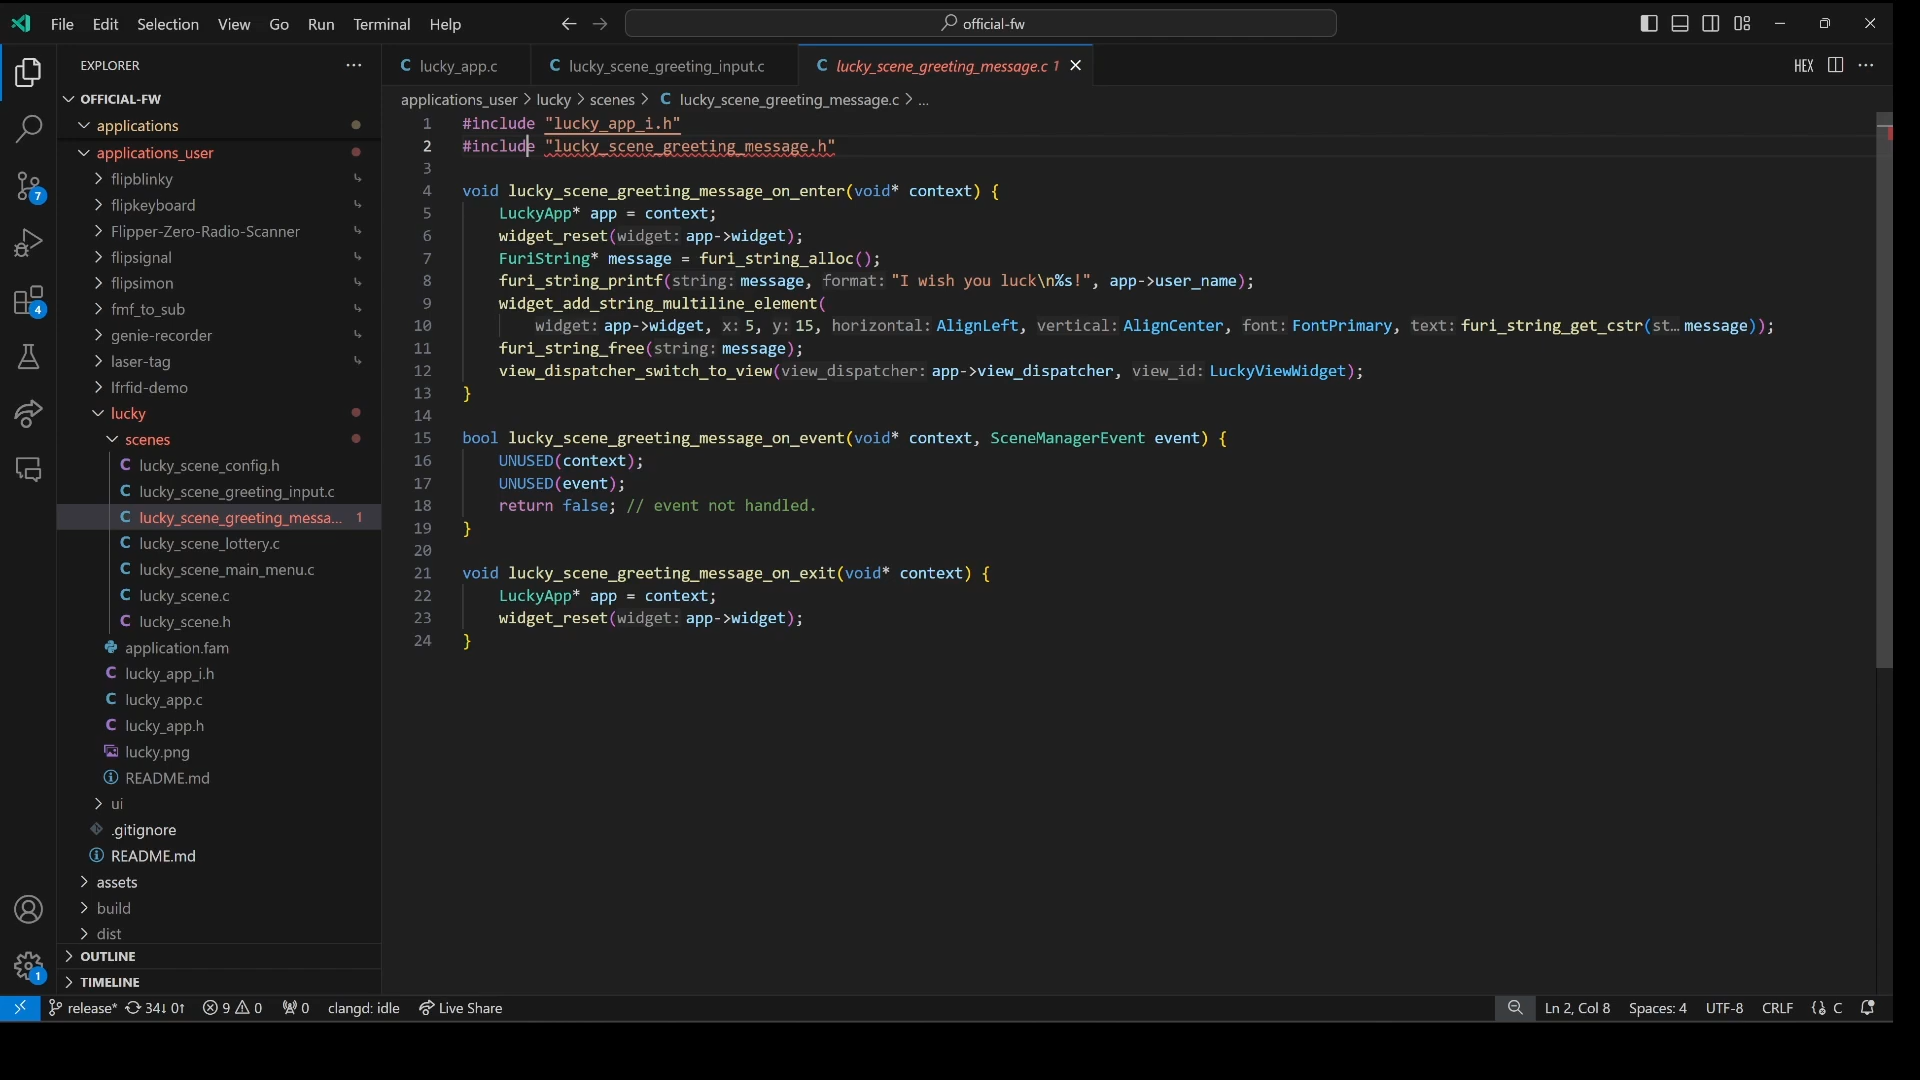 File Edit Selection View Go Run Terminal Help
official-fw
EXPLORER
OFFICIAL-FW
applications
applications_user
flipblinky
flipkeyboard
Flipper-Zero-Radio-Scanner
flipsignal
flipsimon
fmf_to_sub
genie-recorder
laser-tag
lfrfid-demo
lucky
scenes
lucky_scene_config.h
lucky_scene_greeting_input.c
lucky_scene_greeting_messa... 1
lucky_scene_lottery.c
lucky_scene_main_menu.c
lucky_scene.c
lucky_scene.h
application.fam
lucky_app_i.h
lucky_app.c
lucky_app.h
lucky.png
README.md
ui
.gitignore
README.md
assets
build
dist
OUTLINE
TIMELINE
7
4
1
lucky_app.c
lucky_scene_greeting_input.c
lucky_scene_greeting_message.c 1
HEX
applications_user > lucky > scenes > C lucky_scene_greeting_message.c > ...
1 #include "lucky_app_i.h"
2 #include "lucky_scene_greeting_message.h"
3
4 void lucky_scene_greeting_message_on_enter(void* context) {
5 LuckyApp* app = context;
6 widget_reset(widget: app->widget);
7 FuriString* message = furi_string_alloc();
8 furi_string_printf(string: message, format: "I wish you luck\n%s!", app->user_name);
9 widget_add_string_multiline_element(
10 widget: app->widget, x: 5, y: 15, horizontal: AlignLeft, vertical: AlignCenter, font: FontPrimary, text: furi_string_get_cstr(st… message));
11 furi_string_free(string: message);
12 view_dispatcher_switch_to_view(view_dispatcher: app->view_dispatcher, view_id: LuckyViewWidget);
13 }
14
15 bool lucky_scene_greeting_message_on_event(void* context, SceneManagerEvent event) {
16 UNUSED(context);
17 UNUSED(event);
18 return false; // event not handled.
19 }
20
21 void lucky_scene_greeting_message_on_exit(void* context) {
22 LuckyApp* app = context;
23 widget_reset(widget: app->widget);
24 }
release* 34↓ 0↑ 9 0 0 clangd: idle Live Share
Ln 2, Col 8 Spaces: 4 UTF-8 CRLF C